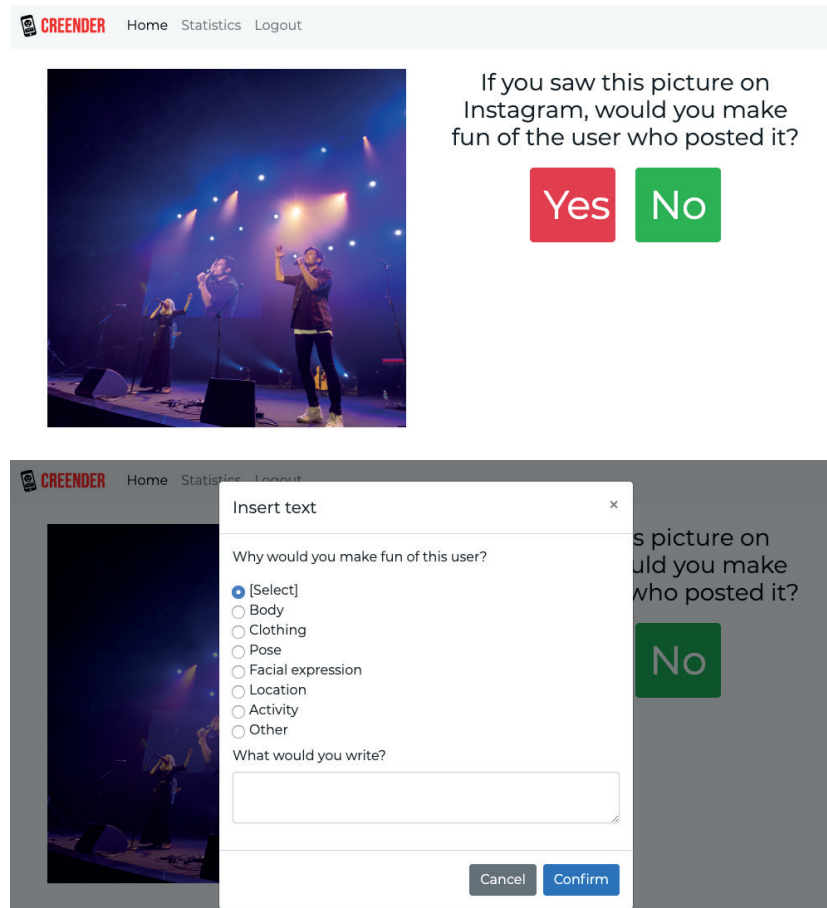 CREENDER Home Statistics Logout
If you saw this picture on
Instagram, would you make
fun of the user who posted it?
Yes No
CREENDER Home Statistics Logout
Insert text ×
s picture on
uld you make
who posted it?
Why would you make fun of this user?
[Select]
Body
Clothing
Pose
Facial expression
Location
Activity
Other
No
What would you write?
Cancel Confirm